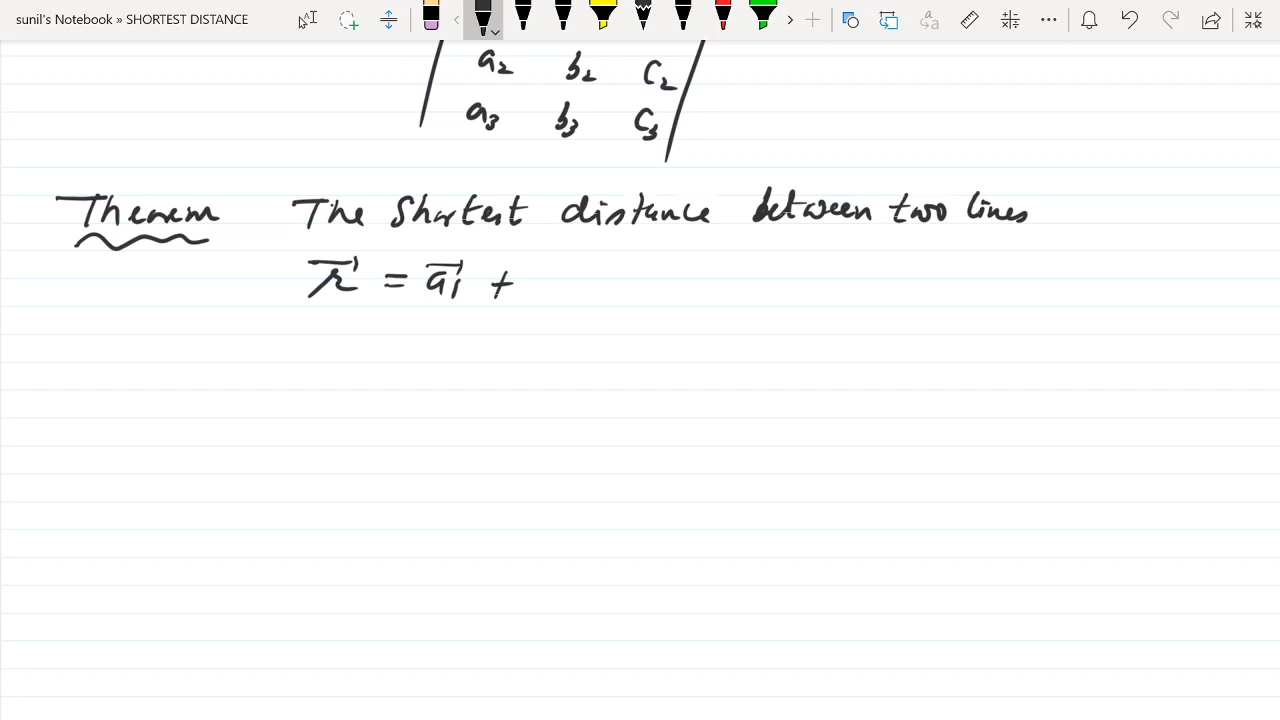 sunil's Notebook » SHORTEST DISTANCE
a₂ b₂ c₂
a₃ b₃ c₃
Theorem The Shortest distance between two lines
r⃗ = a⃗₁ +